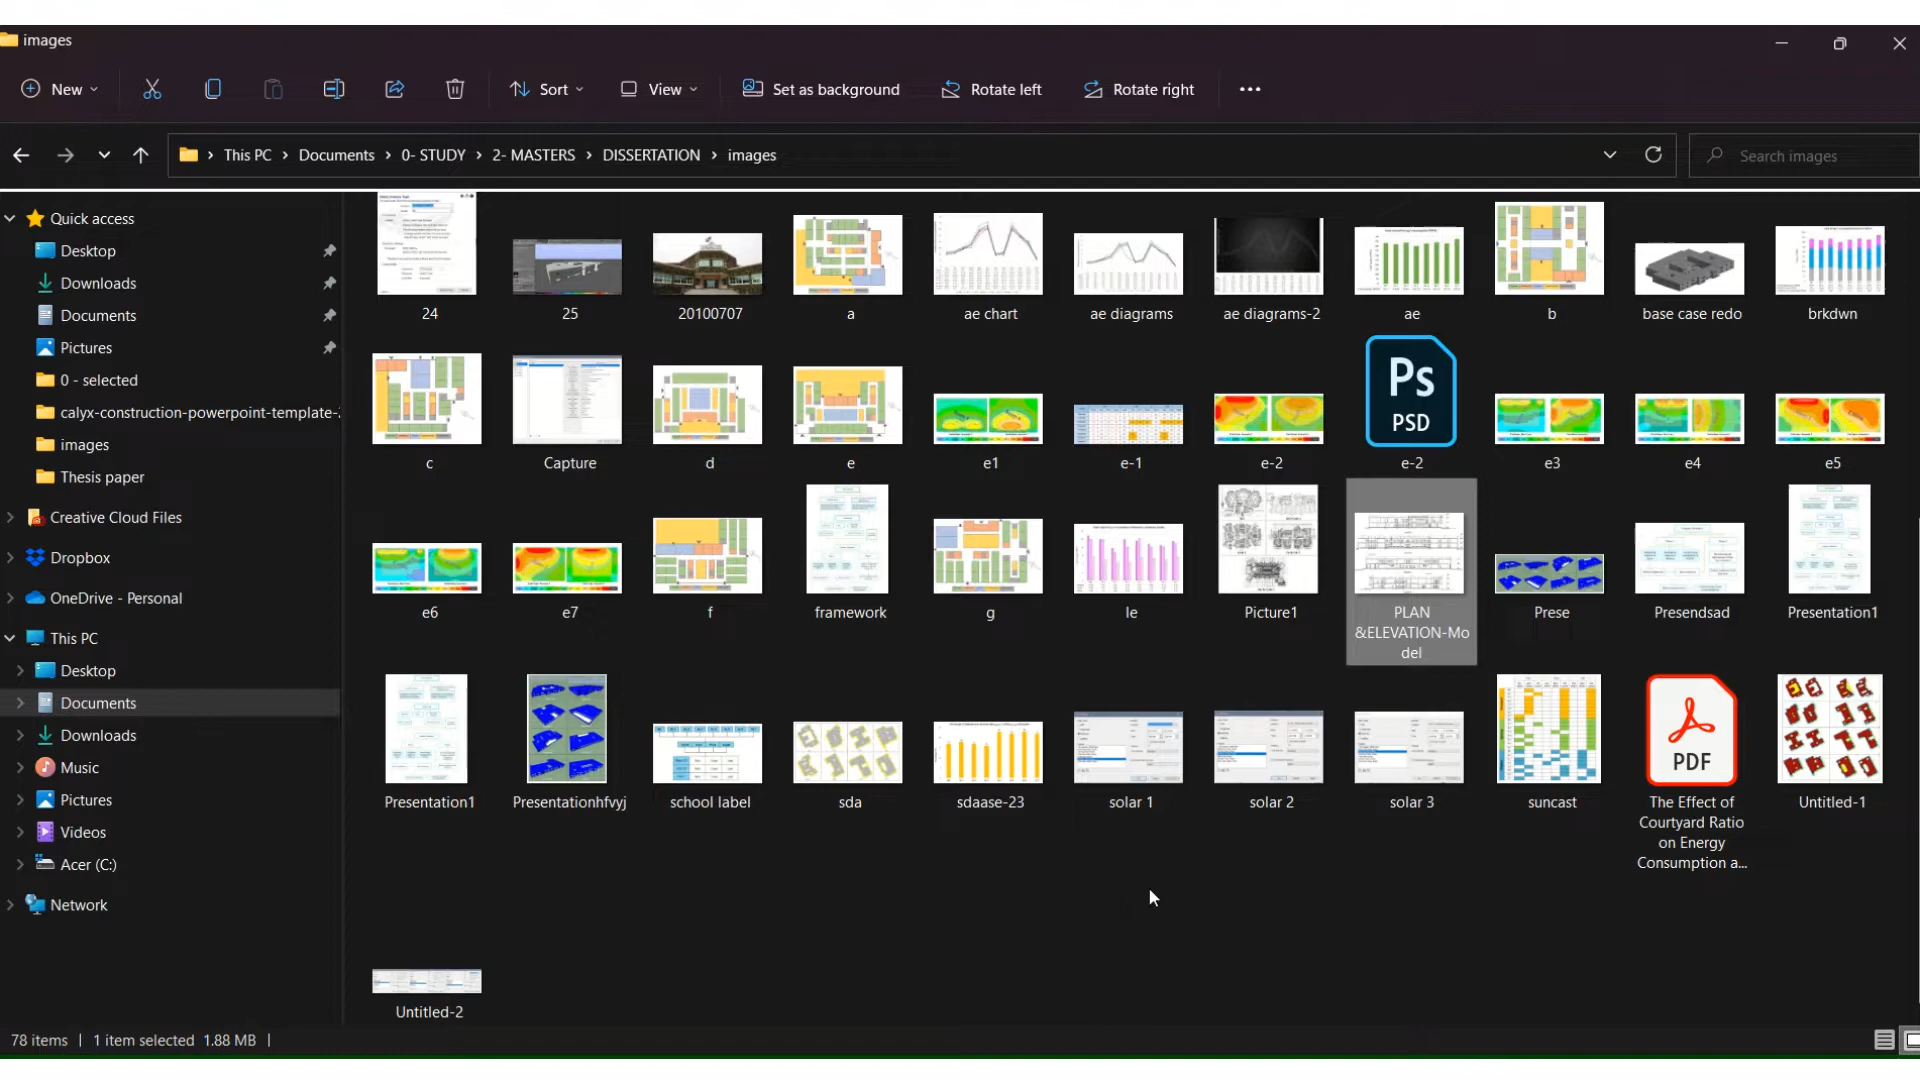 images
New
Sort
View
Set as background
Rotate left
Rotate right
This PC > Documents > 0- STUDY > 2- MASTERS > DISSERTATION > images
Search images
Quick access
Desktop
Downloads
Documents
Pictures
0 - selected
calyx-construction-powerpoint-template-
images
Thesis paper
Creative Cloud Files
Dropbox
OneDrive - Personal
This PC
Desktop
Documents
Downloads
Music
Pictures
Videos
Acer (C:)
Network
24
25
20100707
a
ae chart
ae diagrams
ae diagrams-2
ae
b
base case redo
brkdwn
Ps
PSD
c
Capture
d
e
e1
e-1
e-2
e-2
e3
e4
e5
e6
e7
f
framework
g
le
Picture1
PLAN
&ELEVATION-Mo
del
Prese
Presendsad
Presentation1
PDF
Presentation1
Presentationhfvyj
school label
sda
sdaase-23
solar 1
solar 2
solar 3
suncast
The Effect of
Courtyard Ratio
on Energy
Consumption a...
Untitled-1
Untitled-2
78 items
1 item selected 1.88 MB